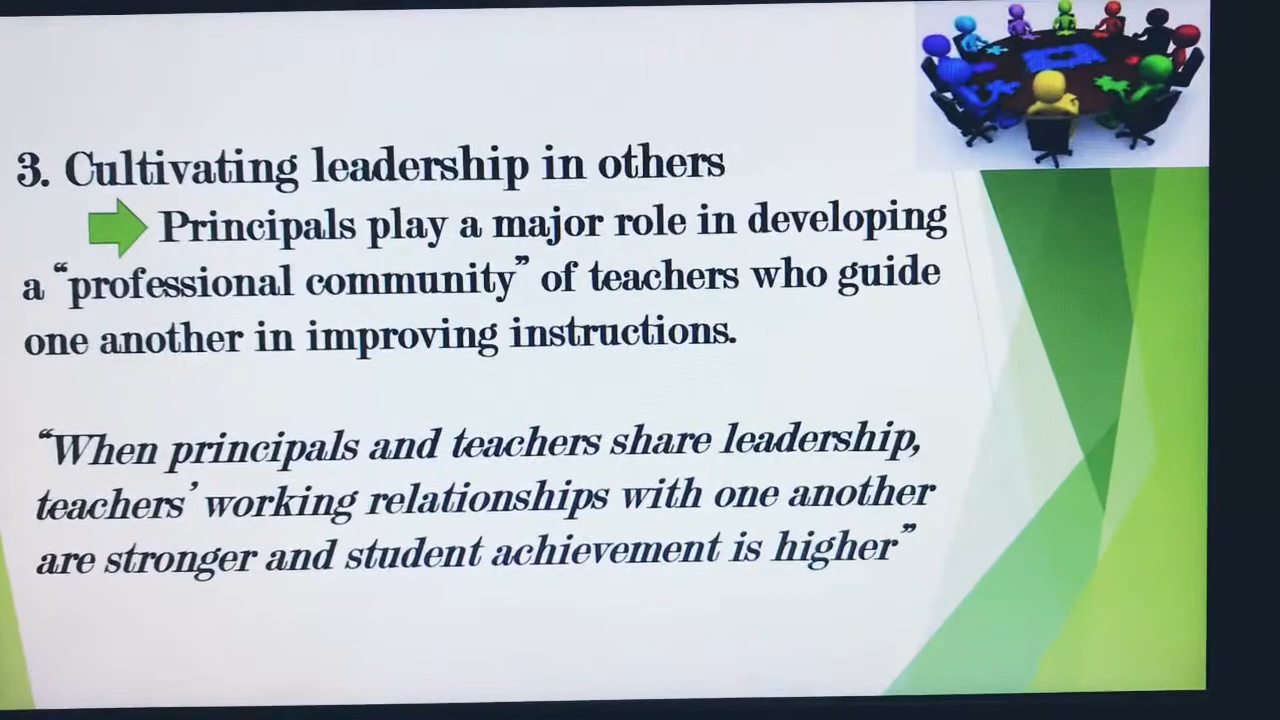 3. Cultivating leadership in others
Principals play a major role in developing
a “professional community” of teachers who guide
one another in improving instructions.
“When principals and teachers share leadership,
teachers’ working relationships with one another
are stronger and student achievement is higher”